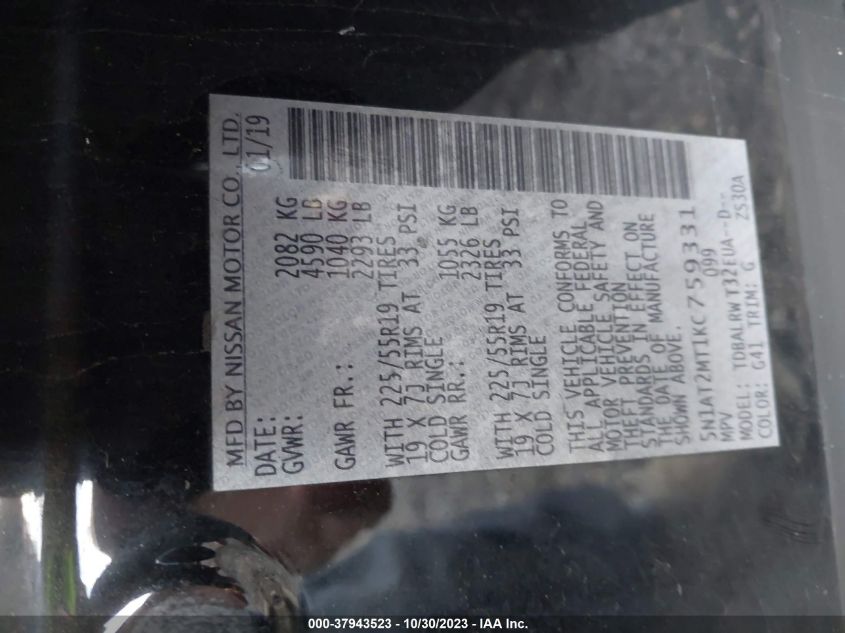 MFD BY NISSAN MOTOR CO., LTD.
DATE: 01/19
GVWR: 2082 KG
4590 LB
GAWR FR.: 1040 KG
2293 LB
WITH 225/55R19 TIRES
19 X 7J RIMS AT 33 PSI
COLD SINGLE
GAWR RR.: 1055 KG
2326 LB
WITH 225/55R19 TIRES
19 X 7J RIMS AT 33 PSI
COLD SINGLE
THIS VEHICLE CONFORMS TO
ALL APPLICABLE FEDERAL
MOTOR VEHICLE SAFETY AND
THEFT PREVENTION
STANDARDS IN EFFECT ON
THE DATE OF MANUFACTURE
SHOWN ABOVE.
5N1AT2MT1KC759331
MPV 099
MODEL: TDBALRWT32EUA--D--
COLOR: G41 TRIM: G ZS30A
000-37943523 - 10/30/2023 - IAA Inc.